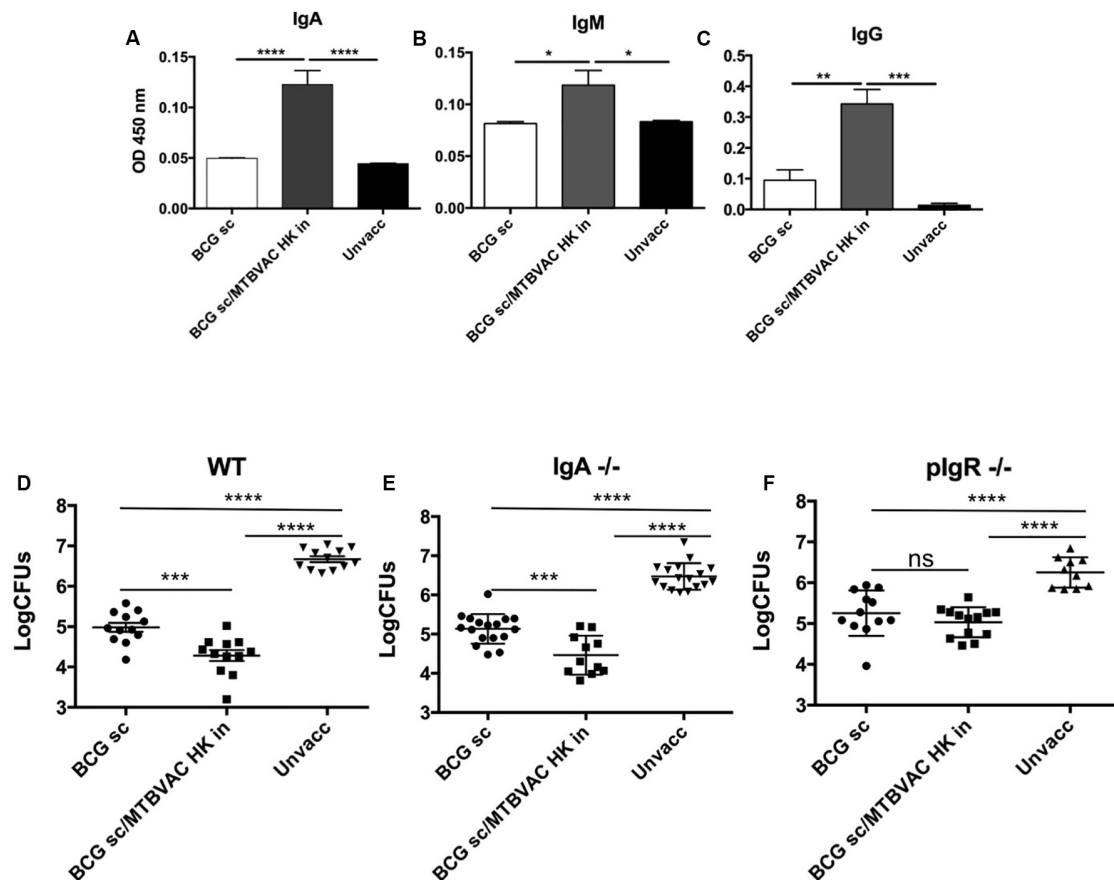 IgA
A
**** ****
OD 450 nm
0.15
0.10
0.05
0.00
BCG sc
BCG sc/MTBVAC HK in
Unvacc
IgM
B
* *
0.15
0.10
0.05
0.00
BCG sc
BCG sc/MTBVAC HK in
Unvacc
IgG
C
** ***
0.5
0.4
0.3
0.2
0.1
0.0
BCG sc
BCG sc/MTBVAC HK in
Unvacc
WT
D
****
****
***
LogCFUs
8
7
6
5
4
3
BCG sc
BCG sc/MTBVAC HK in
Unvacc
IgA -/-
E
****
****
***
LogCFUs
8
7
6
5
4
3
BCG sc
BCG sc/MTBVAC HK in
Unvacc
pIgR -/-
F
****
****
ns
LogCFUs
8
7
6
5
4
3
BCG sc
BCG sc/MTBVAC HK in
Unvacc